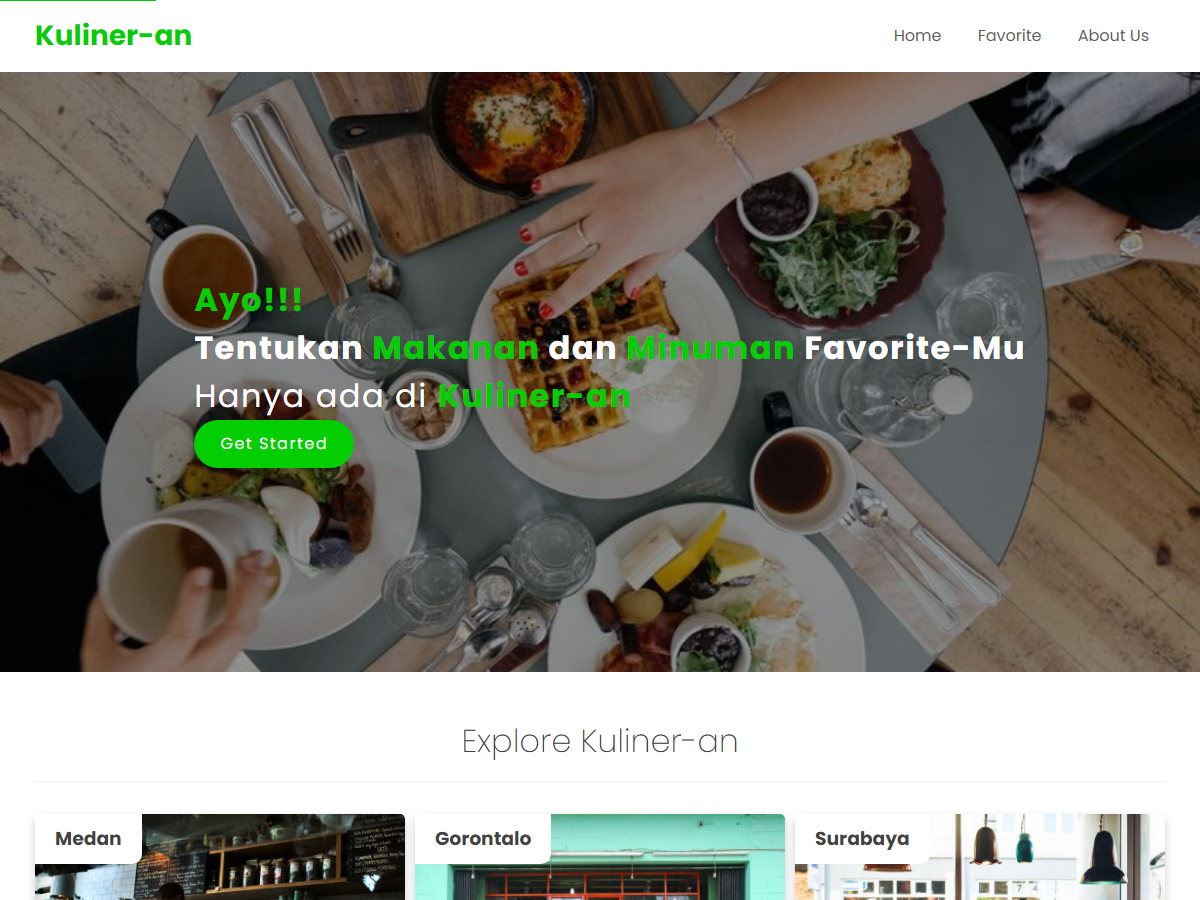 Kuliner-an
Home Favorite About Us
Ayo!!!
Tentukan Makanan dan Minuman Favorite-Mu
Hanya ada di Kuliner-an
Get Started
Explore Kuliner-an
Medan
Gorontalo
Surabaya